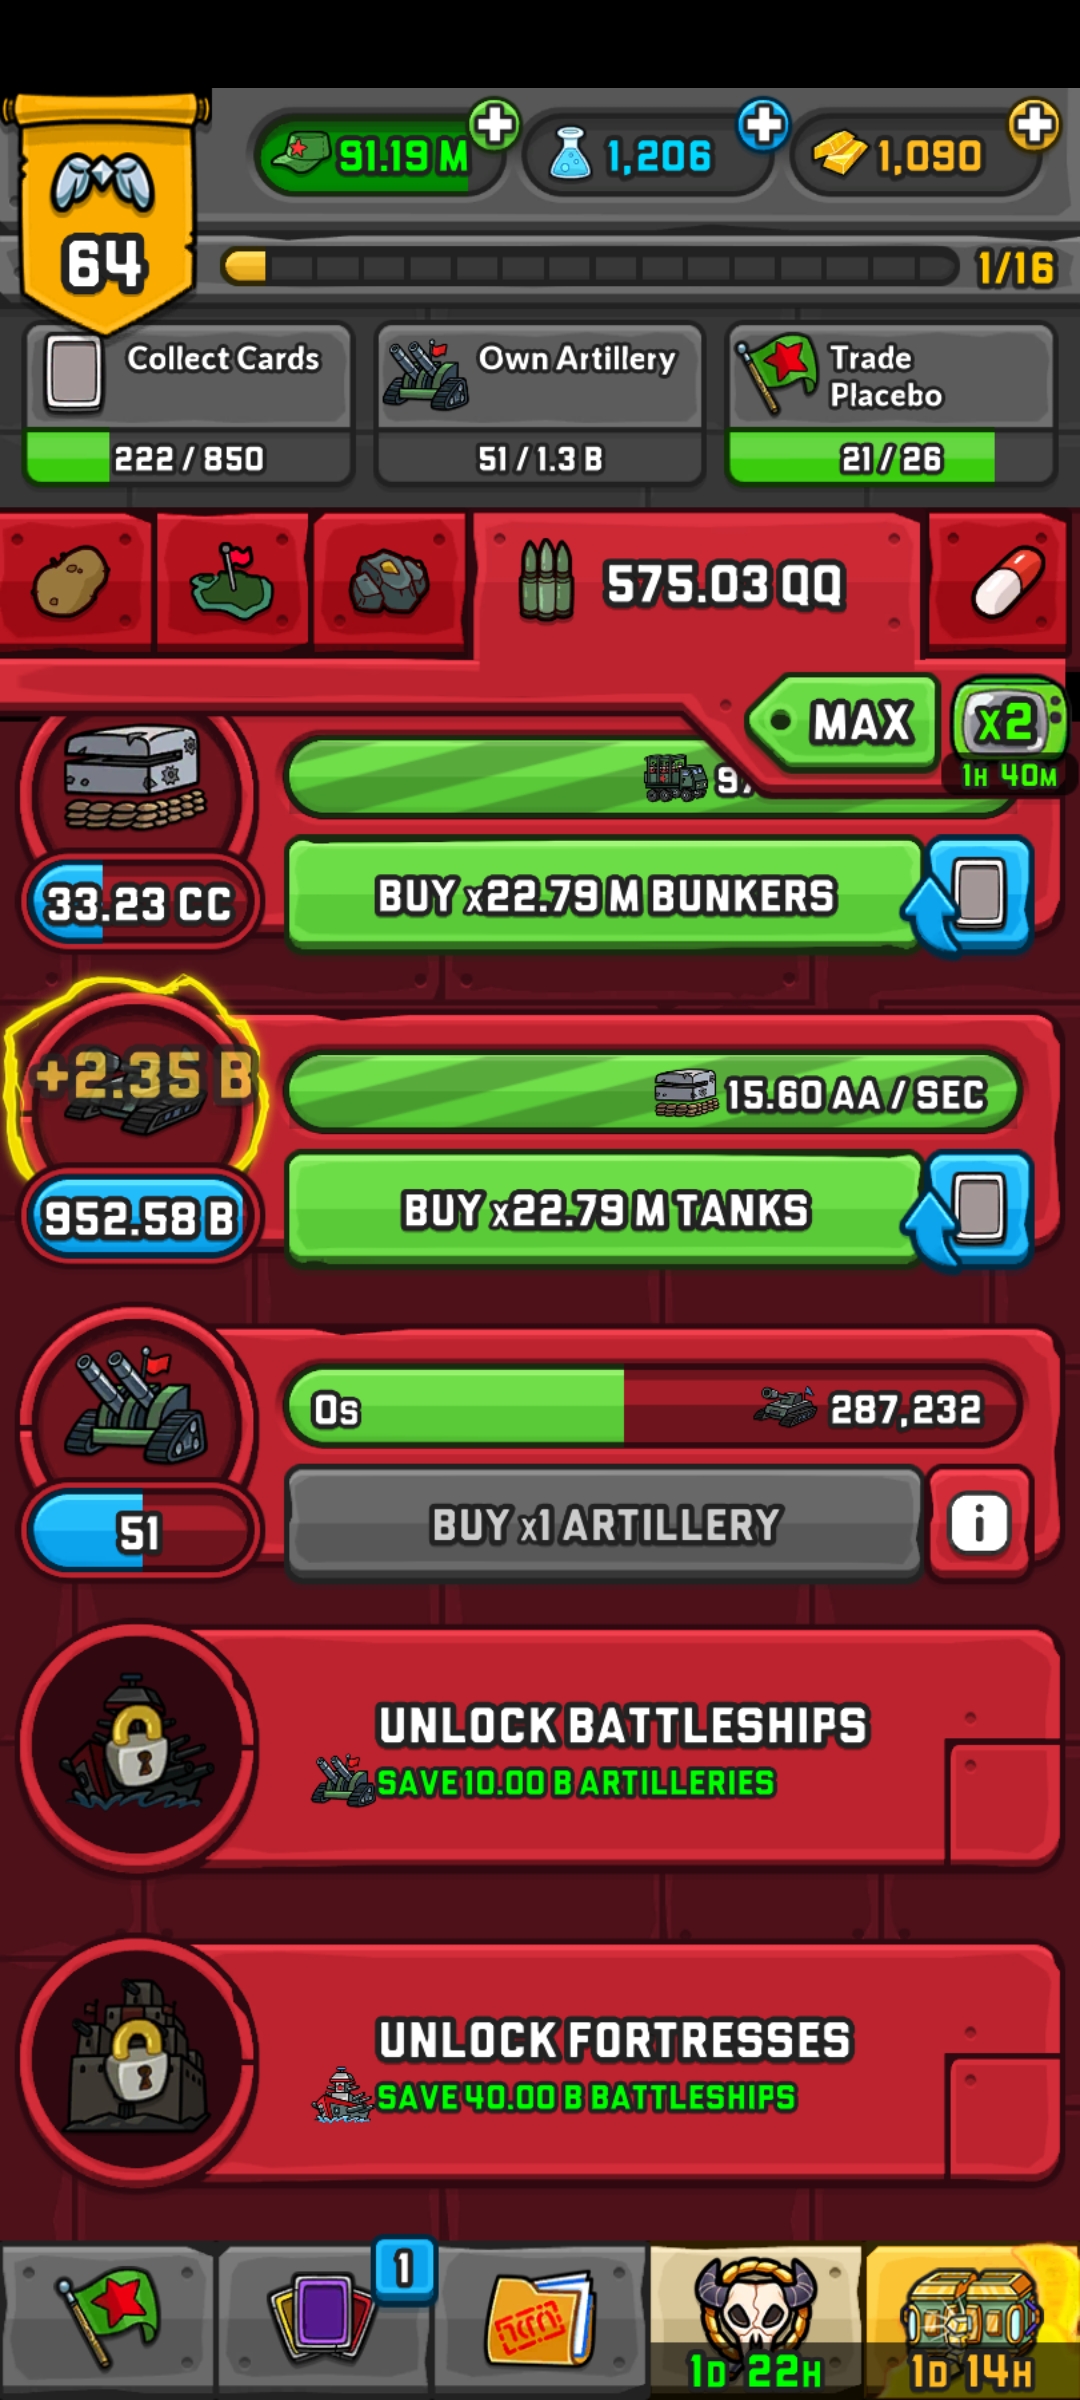 91.19 M
1,206
1,090
64
1/16
Collect Cards
222 / 850
Own Artillery
51 / 1.3 B
Trade
Placebo
21 / 26
575.03 QQ
MAX
x2
1H 40M
33.23 CC
BUY x22.79 M BUNKERS
+2.35 B
15.60 AA / SEC
952.58 B
BUY x22.79 M TANKS
0s
287,232
51
BUY x1 ARTILLERY
i
UNLOCK BATTLESHIPS
SAVE 10.00 B ARTILLERIES
UNLOCK FORTRESSES
SAVE 40.00 B BATTLESHIPS
1
1D 22H
1D 14H